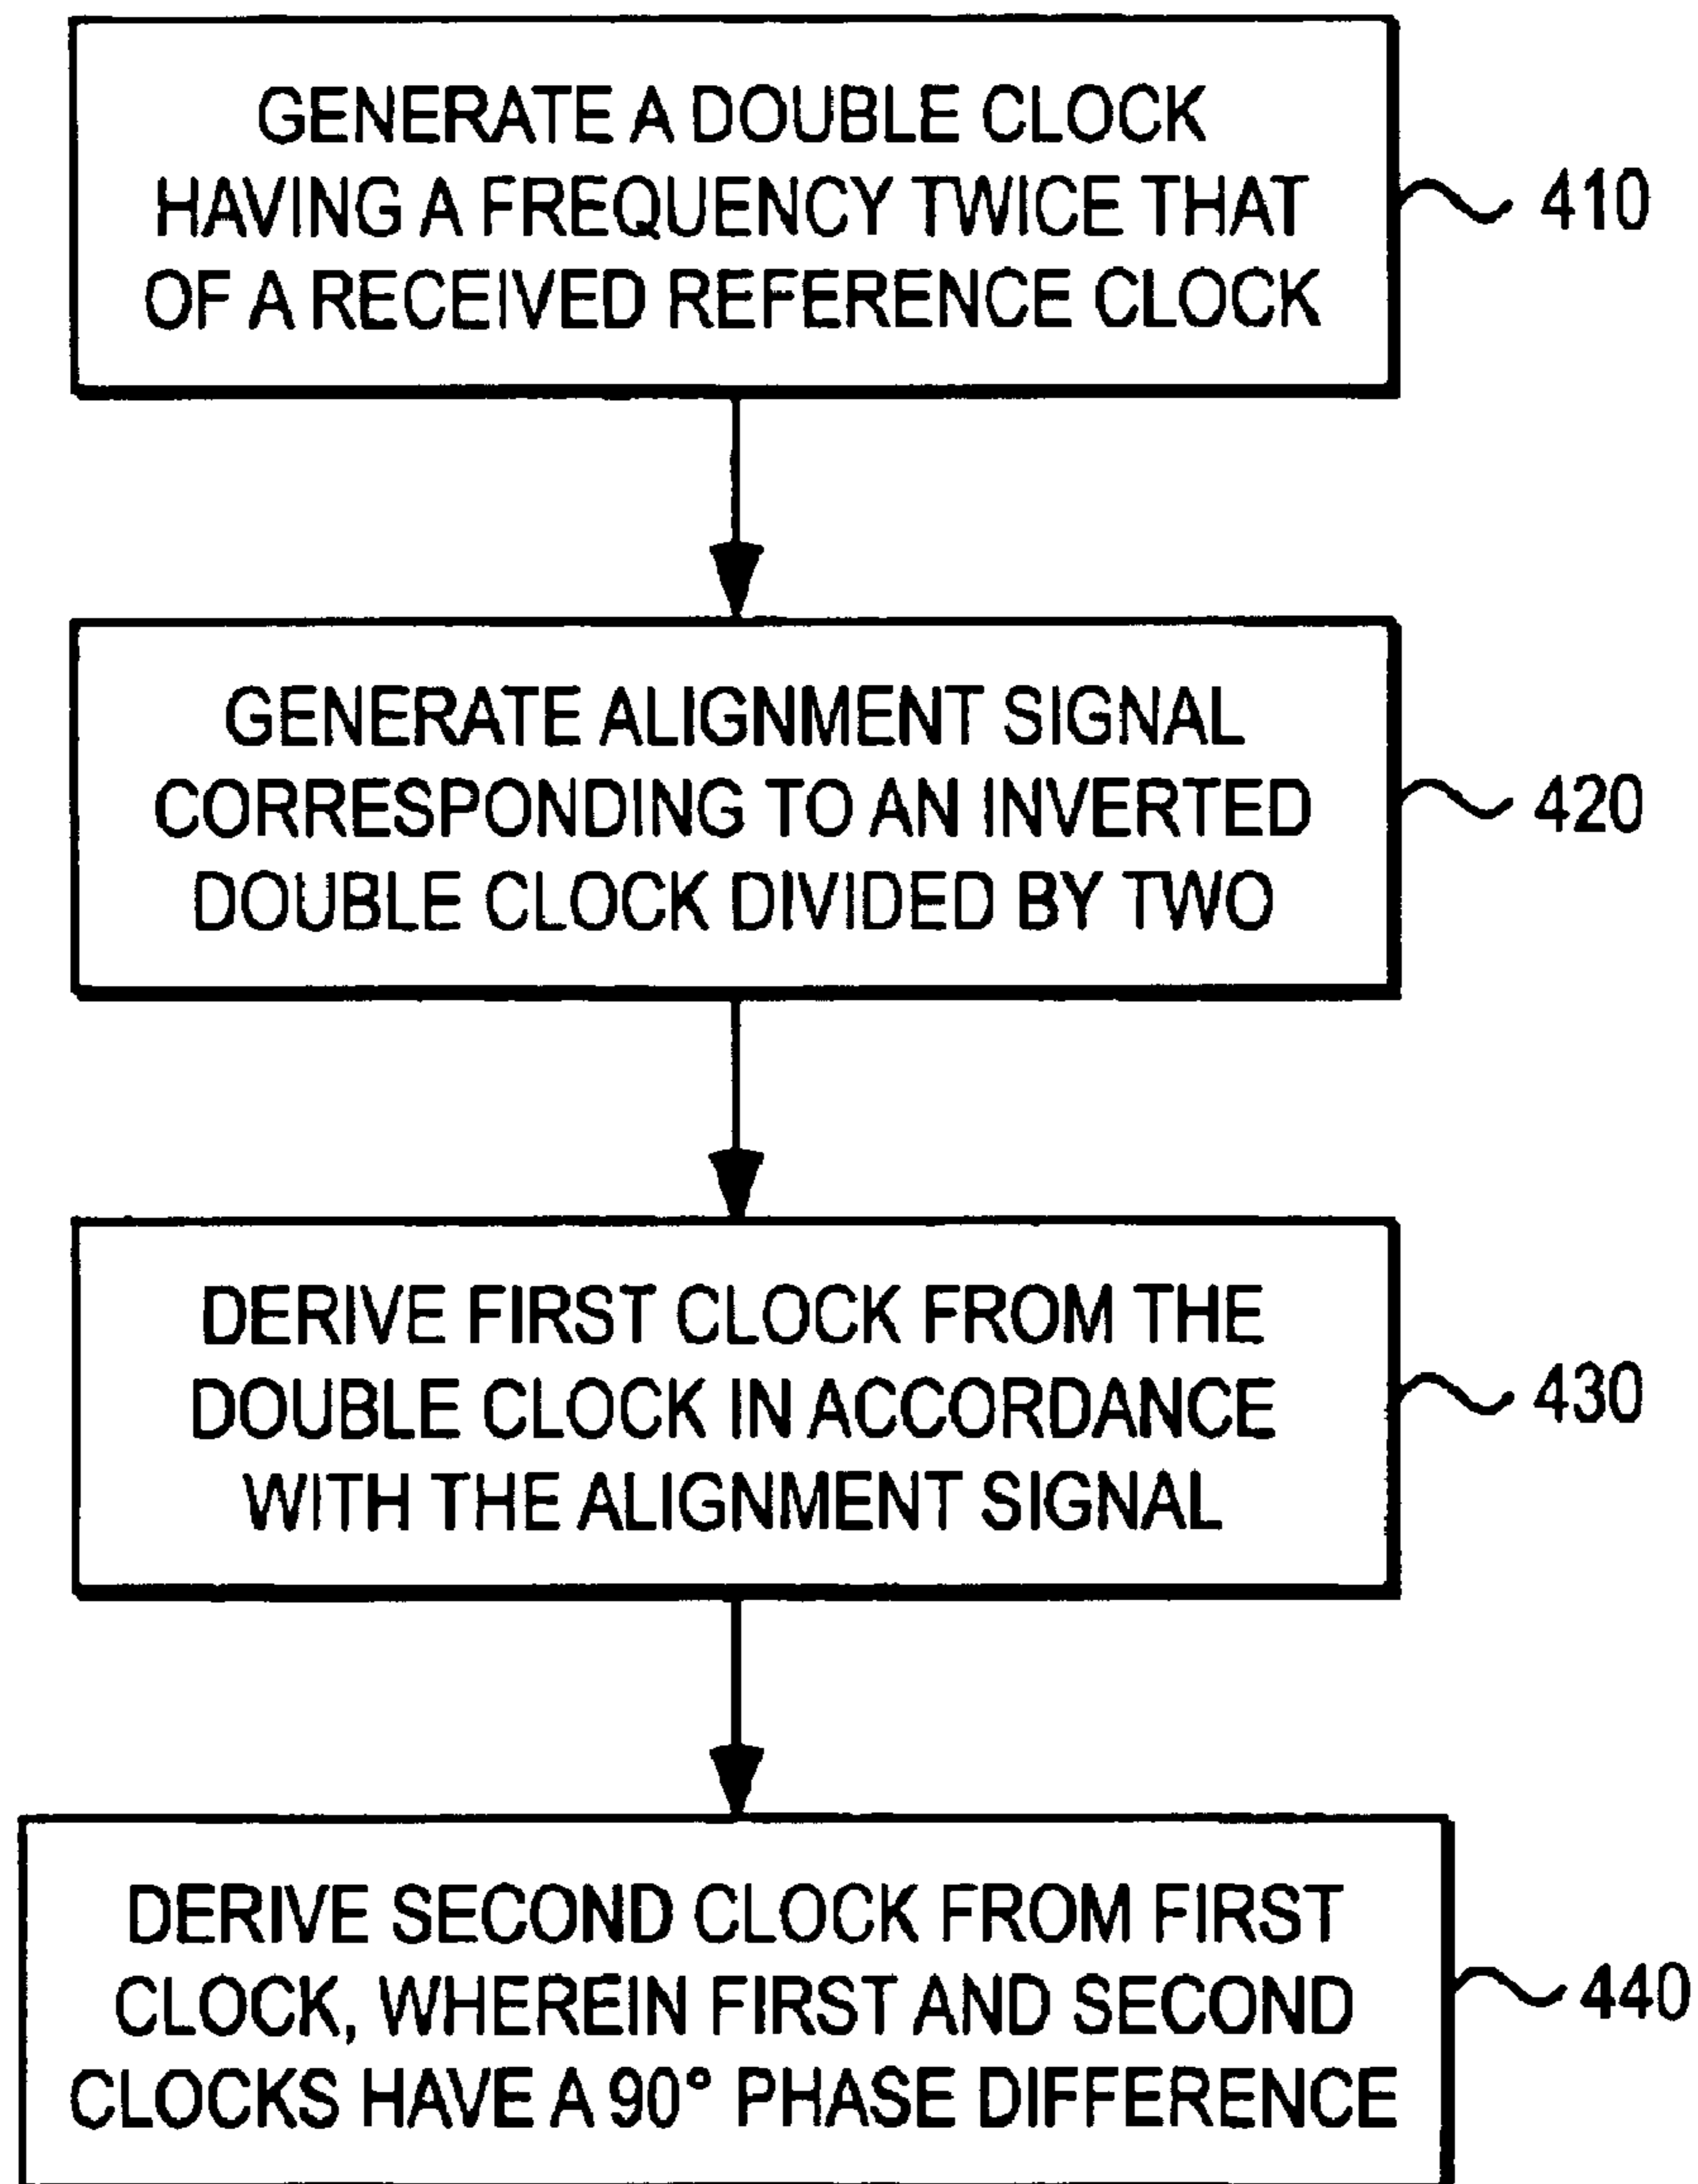 GENERATE A DOUBLE CLOCK
HAVING A FREQUENCY TWICE THAT
OF A RECEIVED REFERENCE CLOCK
410
GENERATE ALIGNMENT SIGNAL
CORRESPONDING TO AN INVERTED
DOUBLE CLOCK DIVIDED BY TWO
420
DERIVE FIRST CLOCK FROM THE
DOUBLE CLOCK IN ACCORDANCE
WITH THE ALIGNMENT SIGNAL
430
DERIVE SECOND CLOCK FROM FIRST
CLOCK, WHEREIN FIRST AND SECOND
CLOCKS HAVE A 90° PHASE DIFFERENCE
440